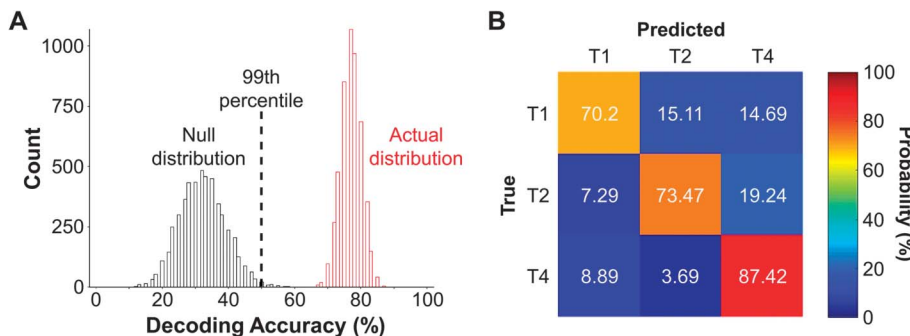 A
1000
750
500
250
0
Count
99th
percentile
Null
distribution
Actual
distribution
0 20 40 60 80 100
Decoding Accuracy (%)
B
Predicted
T1 T2 T4
True
T1 70.2 15.11 14.69
T2 7.29 73.47 19.24
T4 8.89 3.69 87.42
100
80
60
40
20
0
Probability (%)